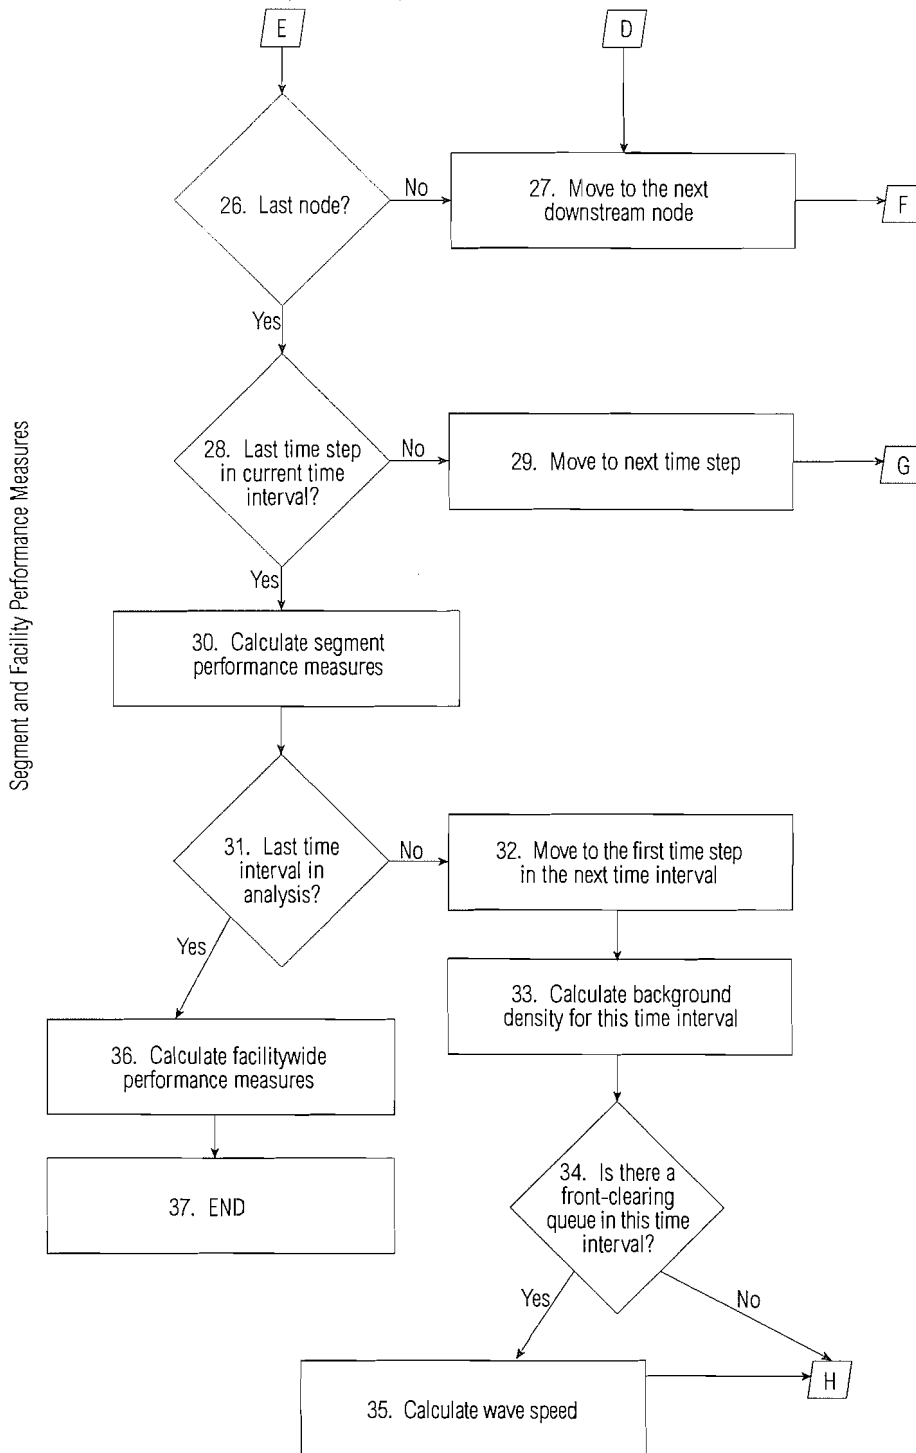 E
D
26. Last node?
No
27. Move to the next
downstream node
F
Yes
28. Last time step
in current time
interval?
No
29. Move to next time step
G
Yes
30. Calculate segment
performance measures
31. Last time
interval in
analysis?
No
32. Move to the first time step
in the next time interval
Yes
33. Calculate background
density for this time interval
36. Calculate facilitywide
performance measures
34. Is there a
front-clearing
queue in this time
interval?
37. END
Yes
No
H
35. Calculate wave speed
Segment and Facility Performance Measures